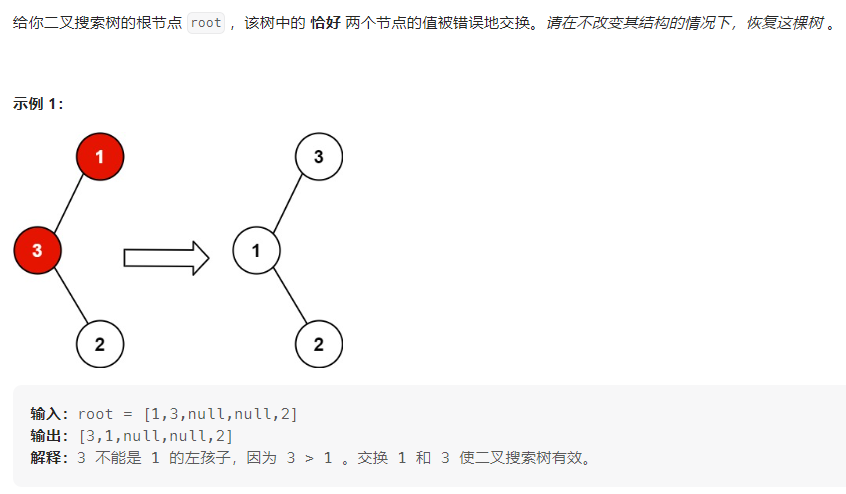 给你二叉搜索树的根节点 root ，该树中的 恰好 两个节点的值被错误地交换。请在不改变其结构的情况下，恢复这棵树 。
示例 1：
1
3
3
1
2
2
输入：root = [1,3,null,null,2]
输出：[3,1,null,null,2]
解释：3 不能是 1 的左孩子，因为 3 > 1 。交换 1 和 3 使二叉搜索树有效。